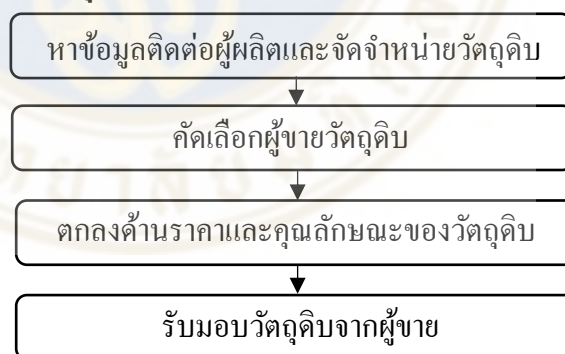 หาข้อมูลติดต่อผู้ผลิตและจัดจำหน่ายวัตถุดิบ
คัดเลือกผู้ขายวัตถุดิบ
ตกลงด้านราคาและคุณลักษณะของวัตถุดิบ
รับมอบวัตถุดิบจากผู้ขาย